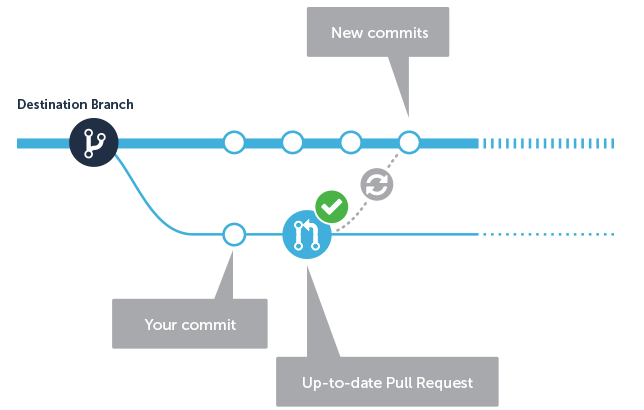 New commits
Destination Branch
Your commit
Up-to-date Pull Request